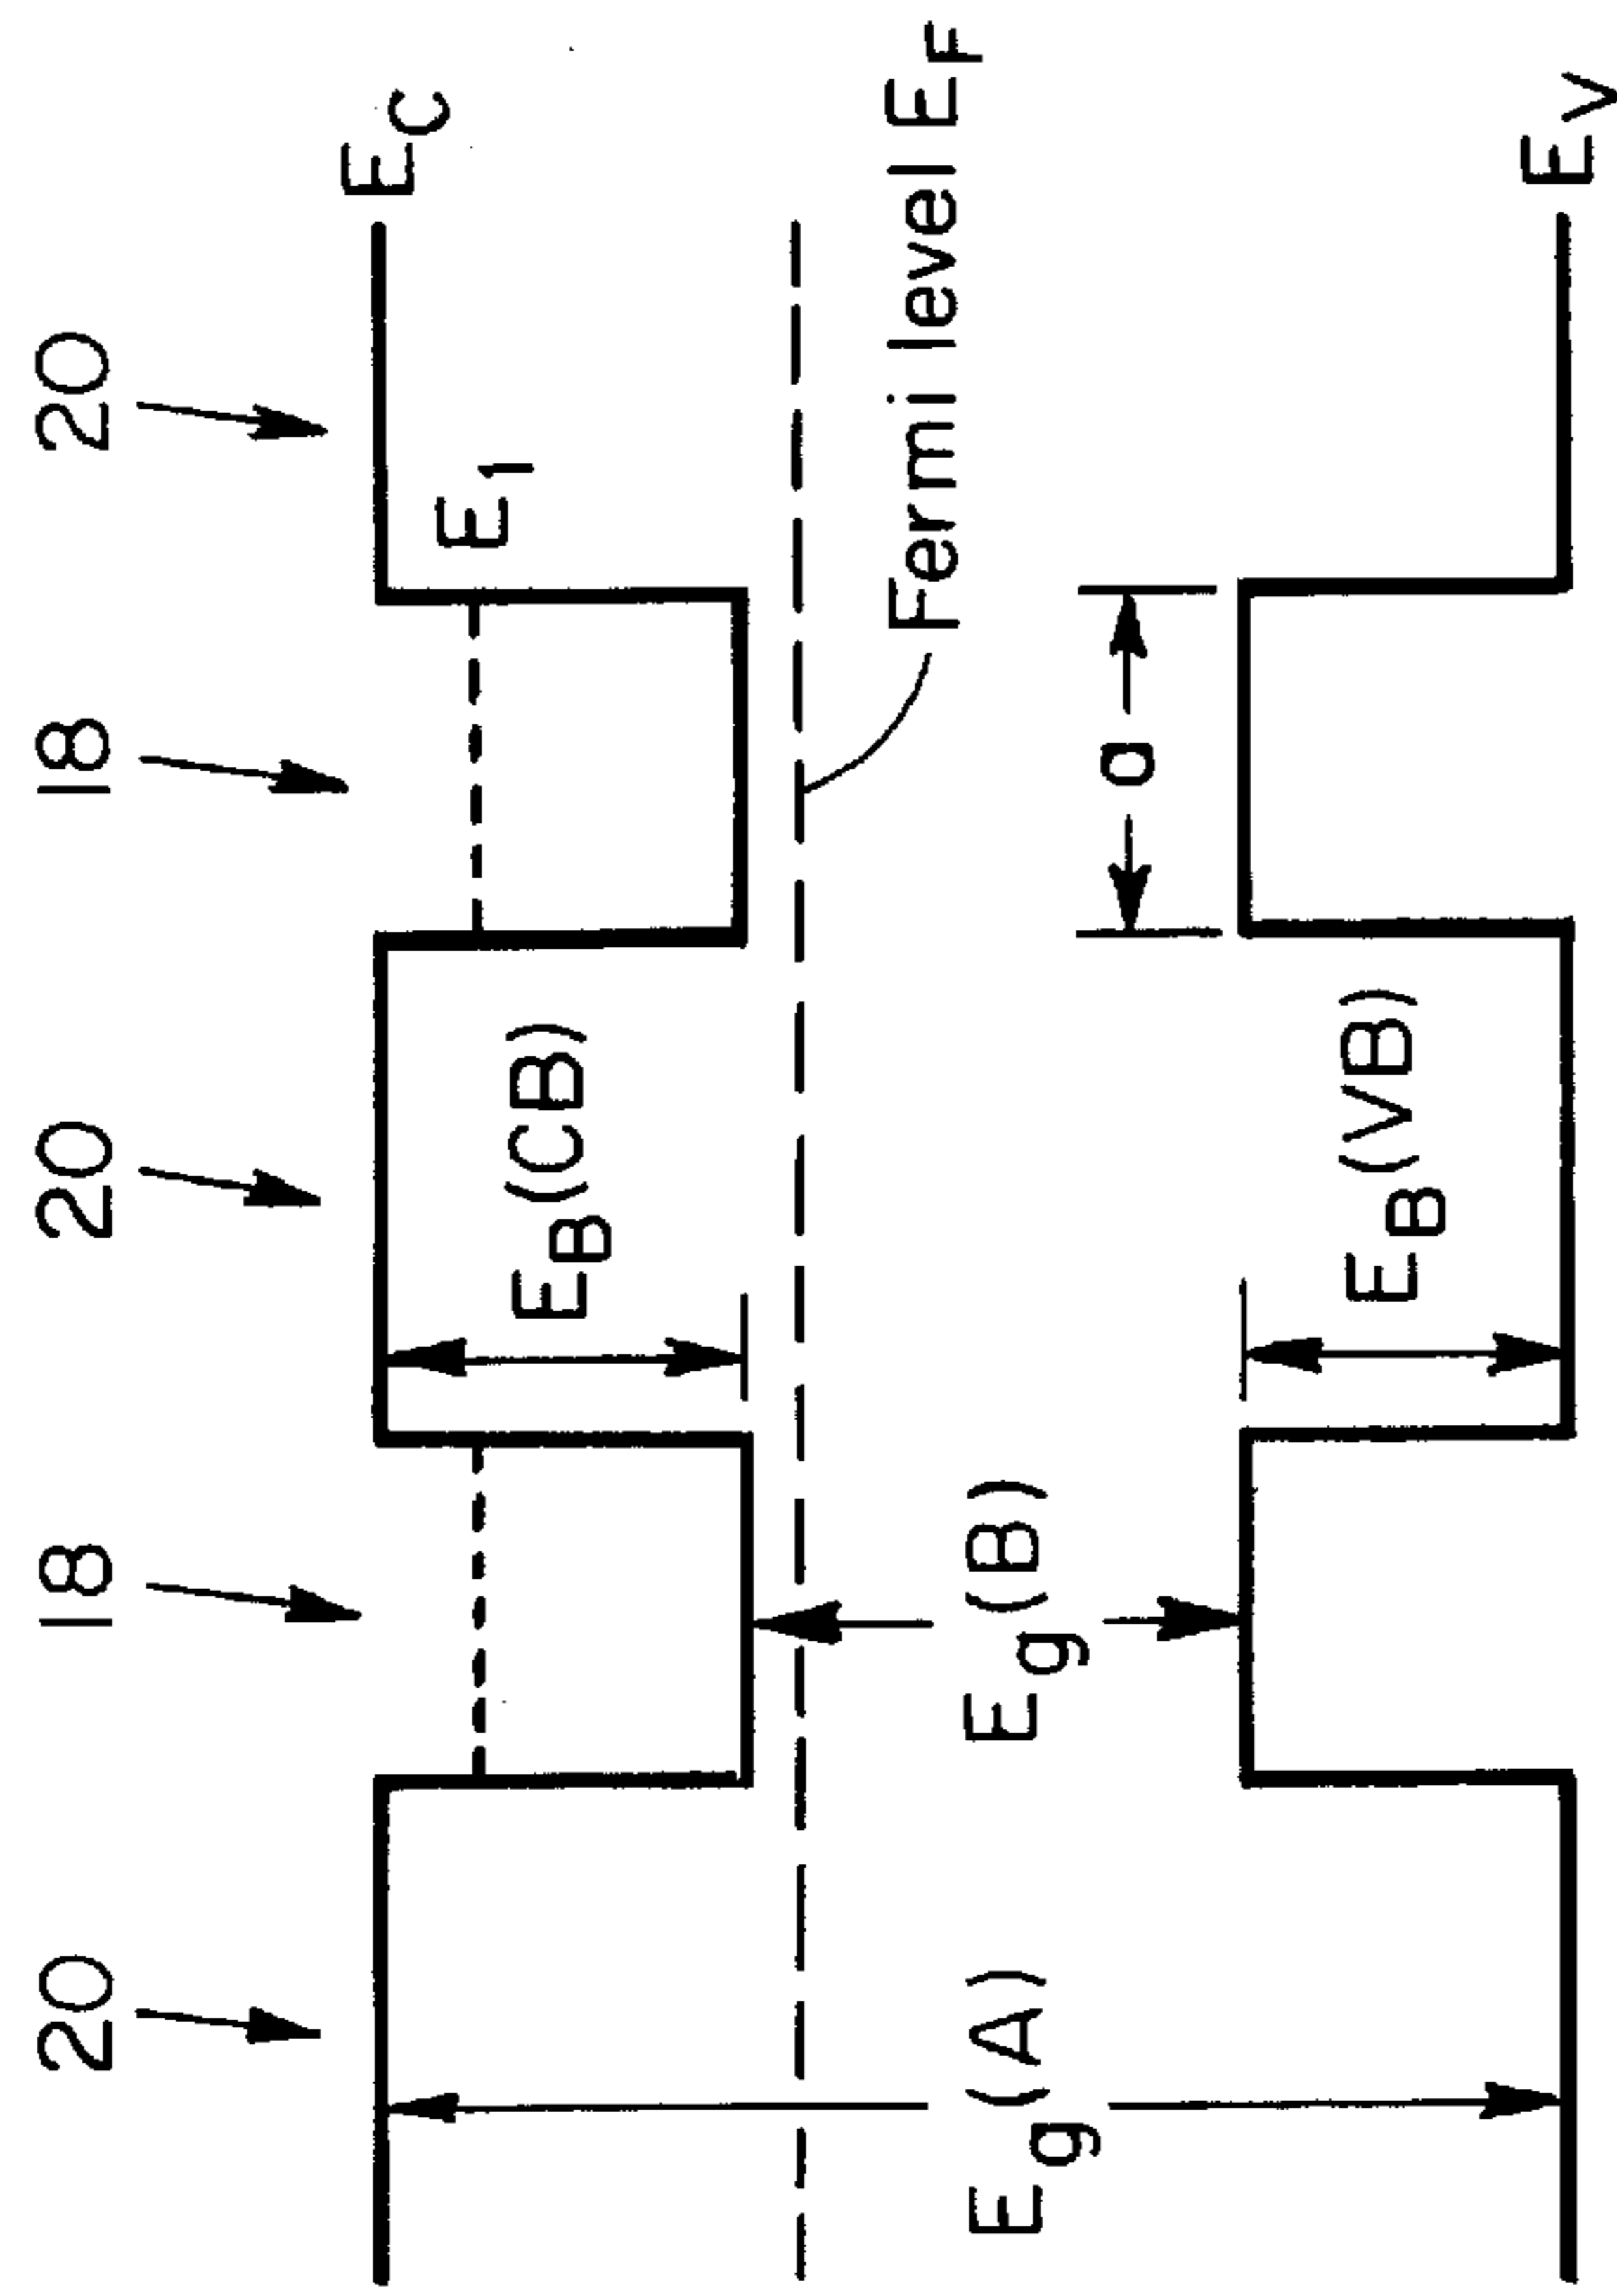 20
18
20
18
20
E_C
E_1
E_B(CB)
Fermi level E_F
E_g(A)
E_g(B)
a
E_B(VB)
E_V